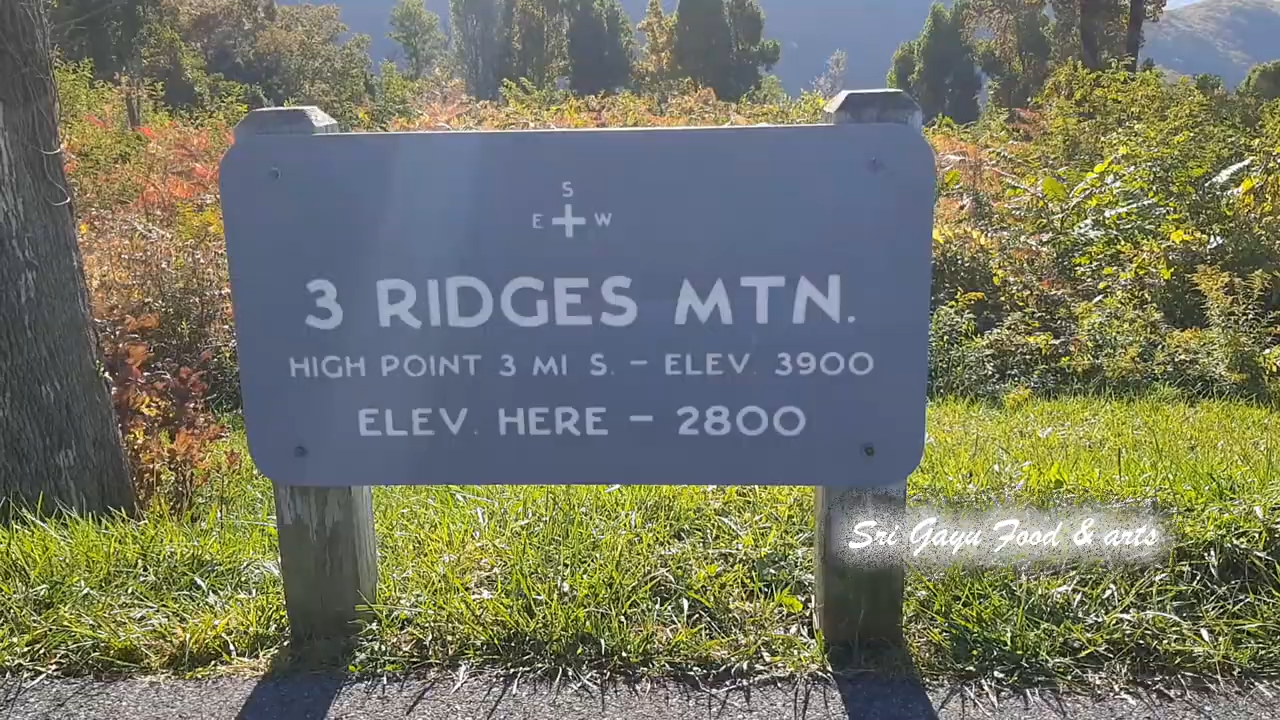 S
E W
3 RIDGES MTN.
HIGH POINT 3 MI S. – ELEV. 3900
ELEV. HERE – 2800
Sri Gayu Food & arts